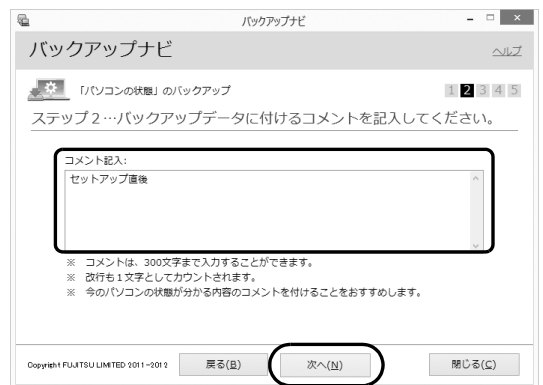 バックアップナビ
バックアップナビ
ヘルプ
「パソコンの状態」のバックアップ
1 2 3 4 5
ステップ２…バックアップデータに付けるコメントを記入してください。
コメント記入:
セットアップ直後
※ コメントは、300文字まで入力することができます。
※ 改行も１文字としてカウントされます。
※ 今のパソコンの状態が分かる内容のコメントを付けることをおすすめします。
Copyright FUJITSU LIMITED 2011-2012
戻る(B)
次へ(N)
閉じる(C)